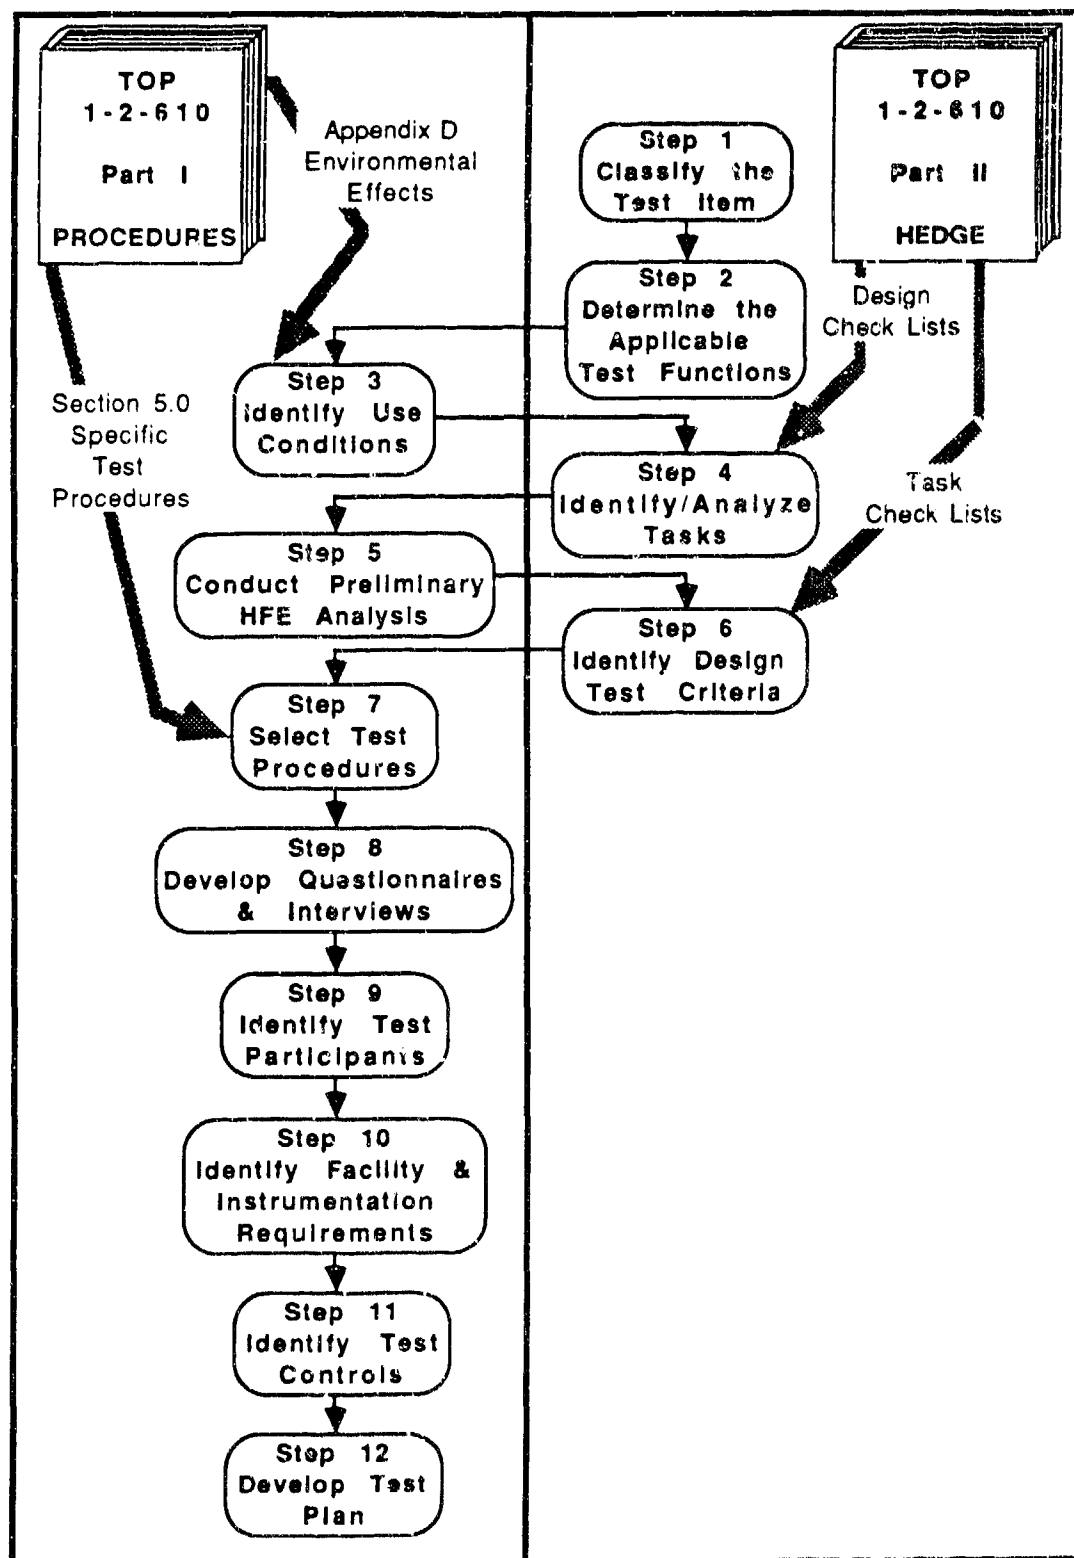 TOP
1-2-610
Part I
PROCEDURES
Appendix D
Environmental
Effects
Section 5.0
Specific
Test
Procedures
TOP
1-2-610
Part II
HEDGE
Design
Check Lists
Task
Check Lists
Step 1
Classify the
Test Item
Step 2
Determine the
Applicable
Test Functions
Step 3
Identify Use
Conditions
Step 4
Identify/Analyze
Tasks
Step 5
Conduct Preliminary
HFE Analysis
Step 6
Identify Design
Test Criteria
Step 7
Select Test
Procedures
Step 8
Develop Questionnaires
& Interviews
Step 9
Identify Test
Participants
Step 10
Identify Facility &
Instrumentation
Requirements
Step 11
Identify Test
Controls
Step 12
Develop Test
Plan